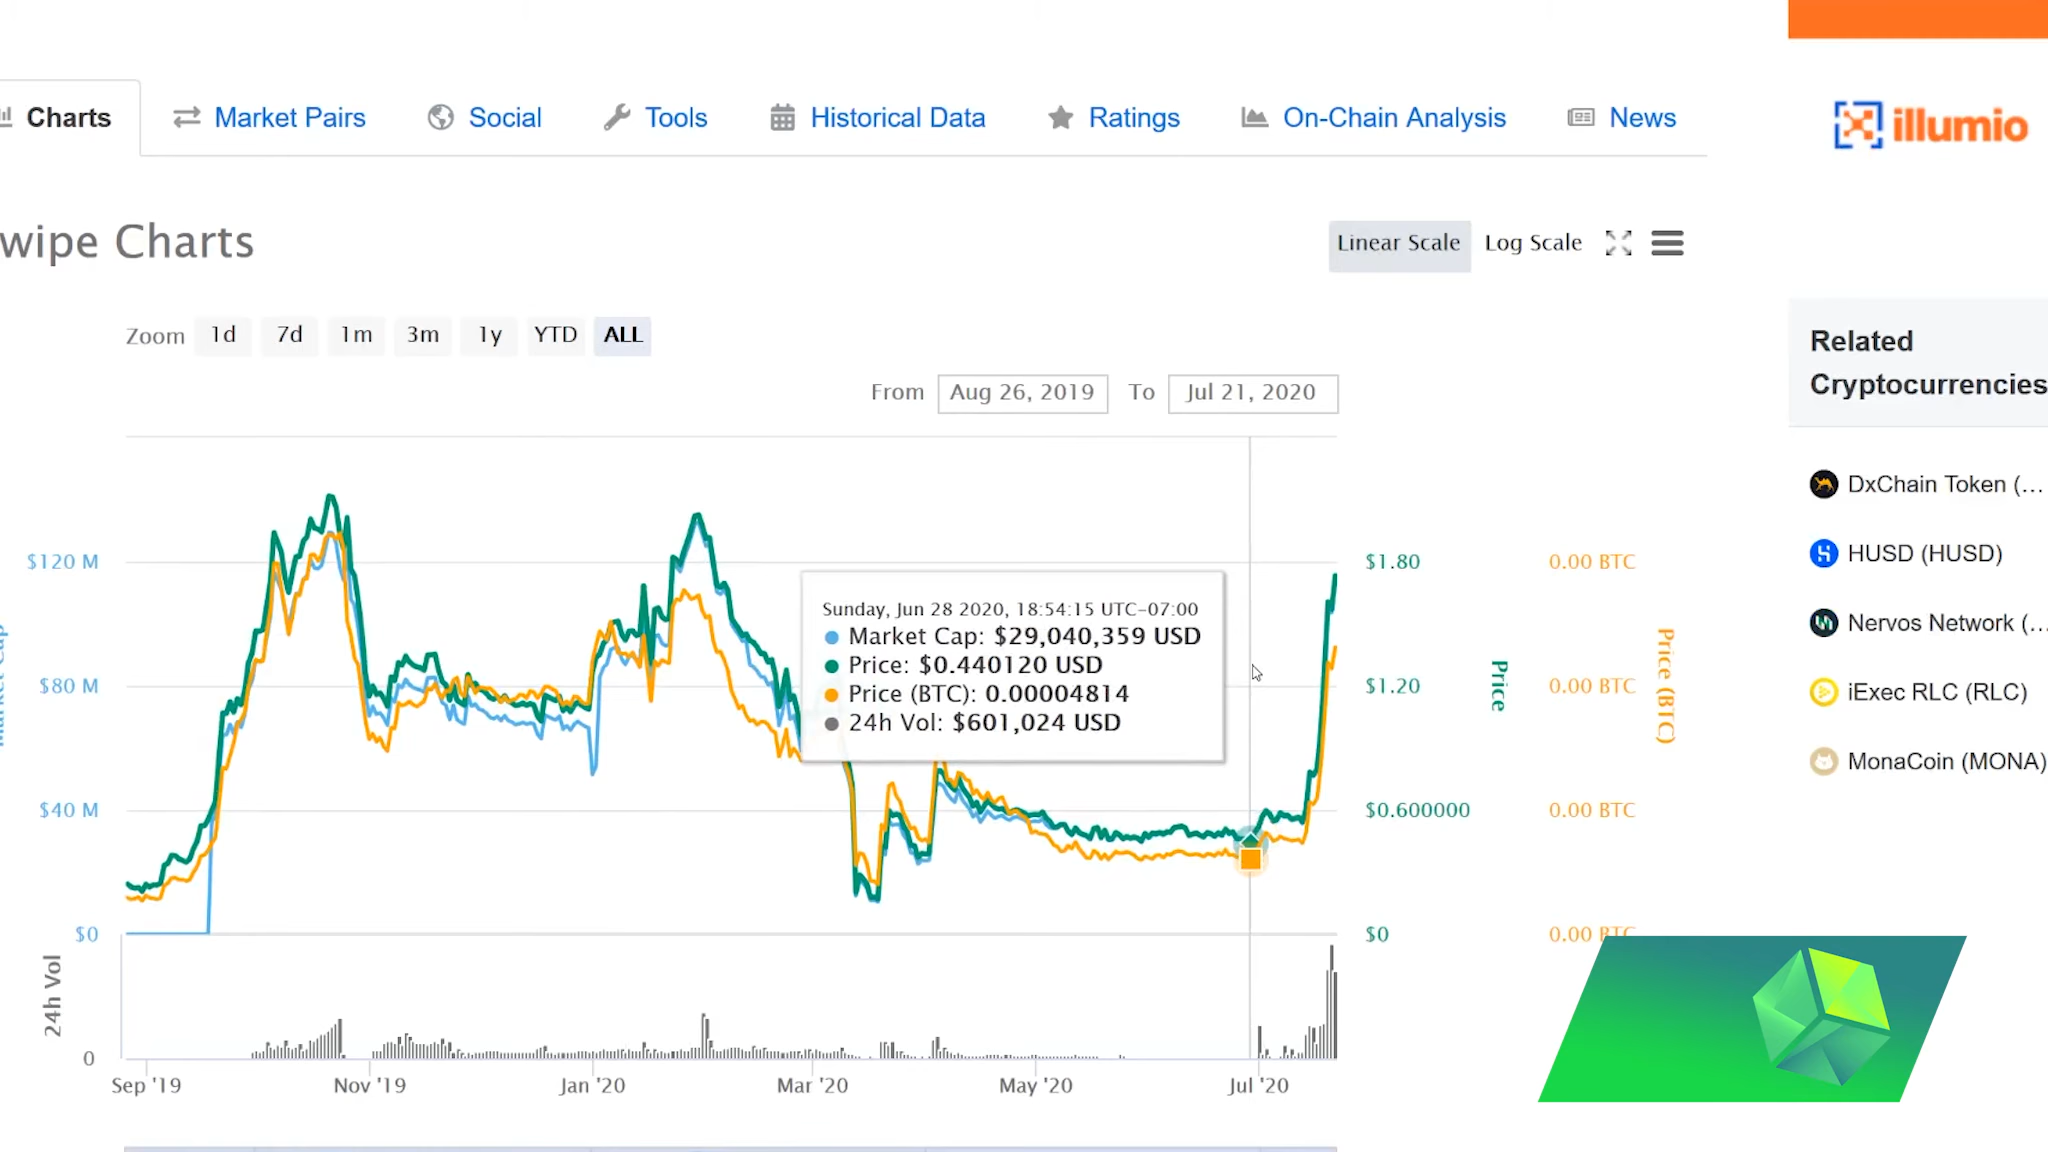 Charts
Market Pairs
Social
Tools
Historical Data
Ratings
On-Chain Analysis
News
illumio
wipe Charts
Linear Scale
Log Scale
Zoom 1d 7d 1m 3m 1y YTD ALL
From Aug 26, 2019 To Jul 21, 2020
Related
Cryptocurrencies
DxChain Token (...
HUSD (HUSD)
Nervos Network (...
iExec RLC (RLC)
MonaCoin (MONA)
$120 M
$80 M
$40 M
$0
Sunday, Jun 28 2020, 18:54:15 UTC-07:00
Market Cap: $29,040,359 USD
Price: $0.440120 USD
Price (BTC): 0.00004814
24h Vol: $601,024 USD
$1.80
$1.20
$0.600000
$0
Price
0.00 BTC
0.00 BTC
0.00 BTC
0.00 BTC
Price (BTC)
24h Vol
0
Sep '19
Nov '19
Jan '20
Mar '20
May '20
Jul '20